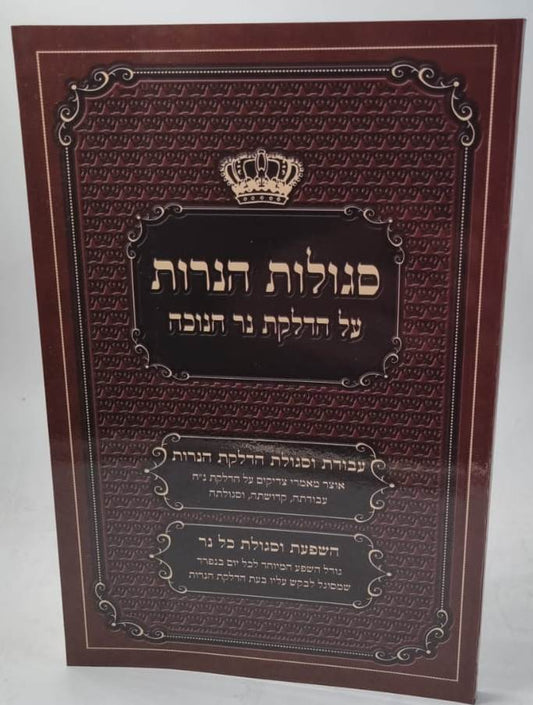 סגולות הנרות
על הדלקת נר חנוכה
עבודת וסגולת הדלקת הנרות
אוצר מאמרי צדיקים על הדלקת נ"ח
עבודתה, קדושתה, וסגולתה
השפעת וסגולת כל נר
גודל השפע המיוחד לכל יום בנפרד
שמסוגל לבקש עליו בעת הדלקת הנרות